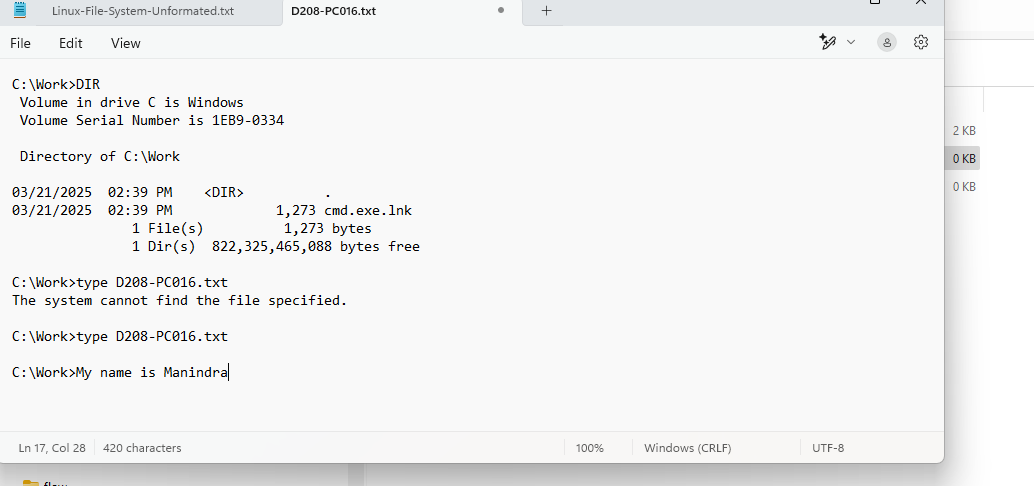 Linux-File-System-Unformated.txt
D208-PC016.txt
File Edit View
C:\Work>DIR
Volume in drive C is Windows
Volume Serial Number is 1EB9-0334
Directory of C:\Work
03/21/2025 02:39 PM <DIR> .
03/21/2025 02:39 PM 1,273 cmd.exe.lnk
1 File(s) 1,273 bytes
1 Dir(s) 822,325,465,088 bytes free
C:\Work>type D208-PC016.txt
The system cannot find the file specified.
C:\Work>type D208-PC016.txt
C:\Work>My name is Manindra
Ln 17, Col 28 420 characters 100% Windows (CRLF) UTF-8
2 KB
0 KB
0 KB